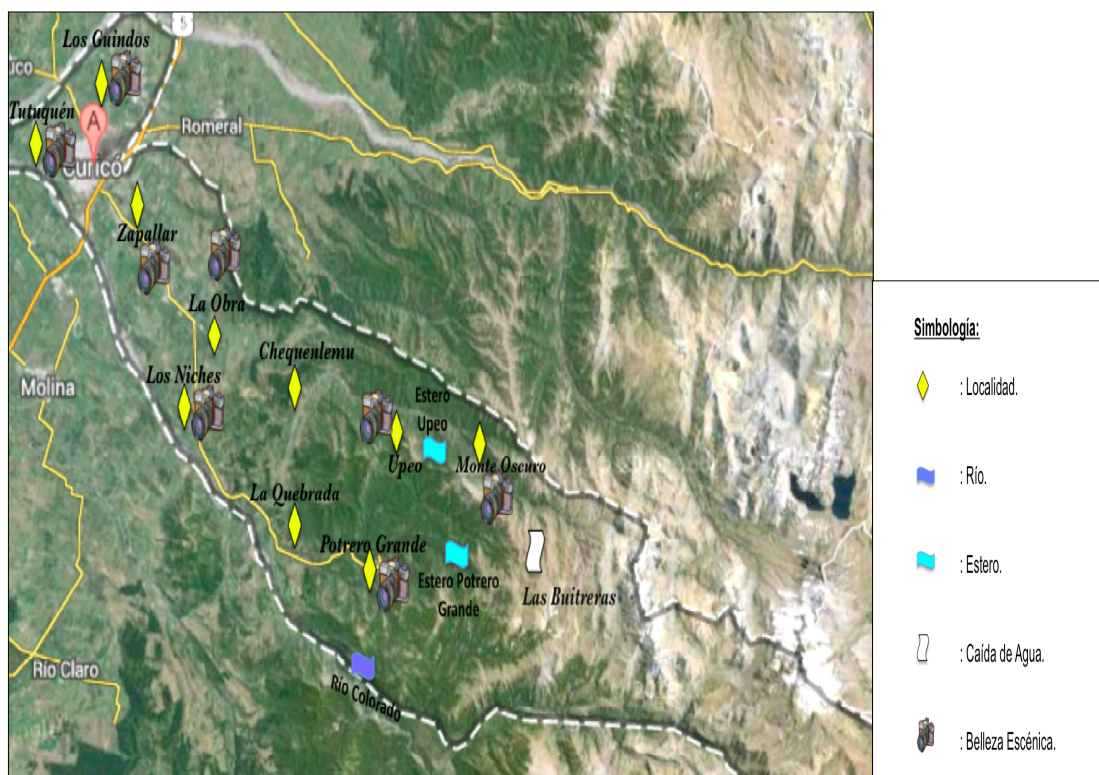 5
Los Guindos
uco
Tutuquén
A
Romeral
Curicó
Zapallar
La Obra
Chequenlemu
Molina
Los Niches
Estero
Upeo
Upeo
Monte Oscuro
La Quebrada
Potrero Grande
Estero Potrero
Grande
Las Buitreras
Río Claro
Río Colorado
Simbología:
: Localidad.
: Río.
: Estero.
: Caída de Agua.
: Belleza Escénica.